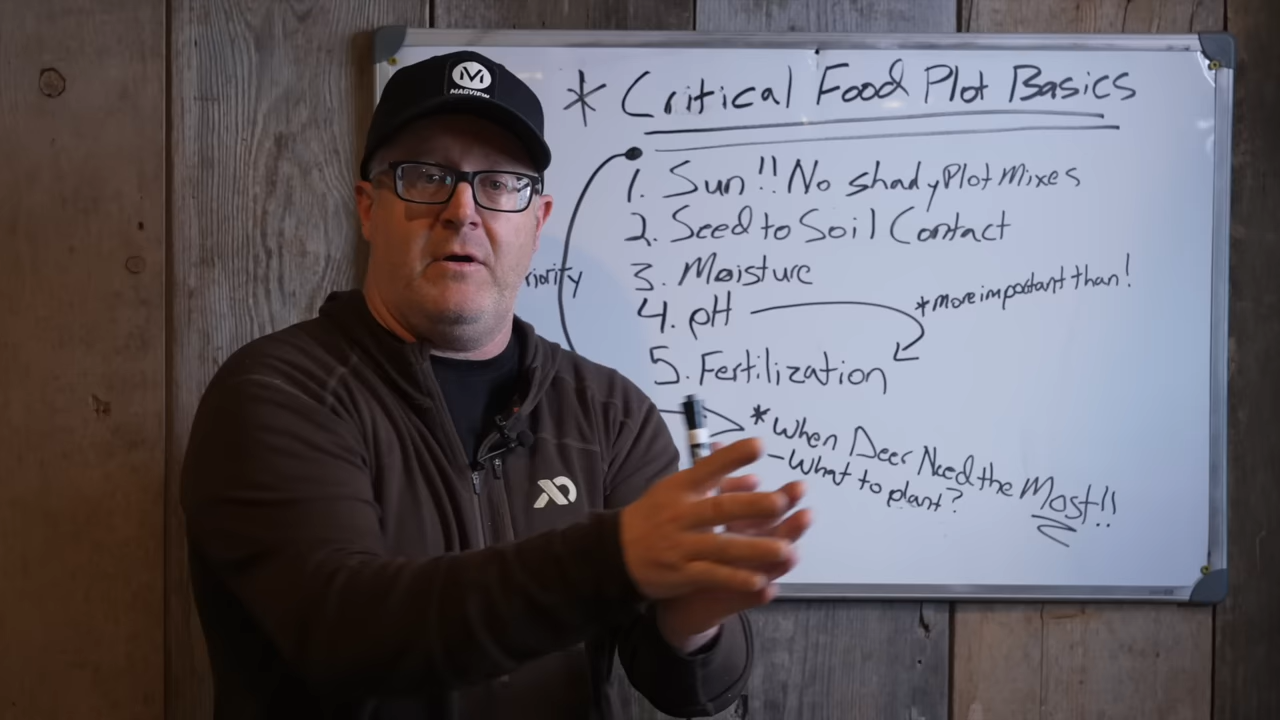 MAGVIEW
* Critical Food Plot Basics
1. Sun!! No shady Plot Mixes
2. Seed to Soil Contact
riority
3. Moisture
*More important than!
4. pH
5. Fertilization
*When Deer Need the Most!!
-What to plant?